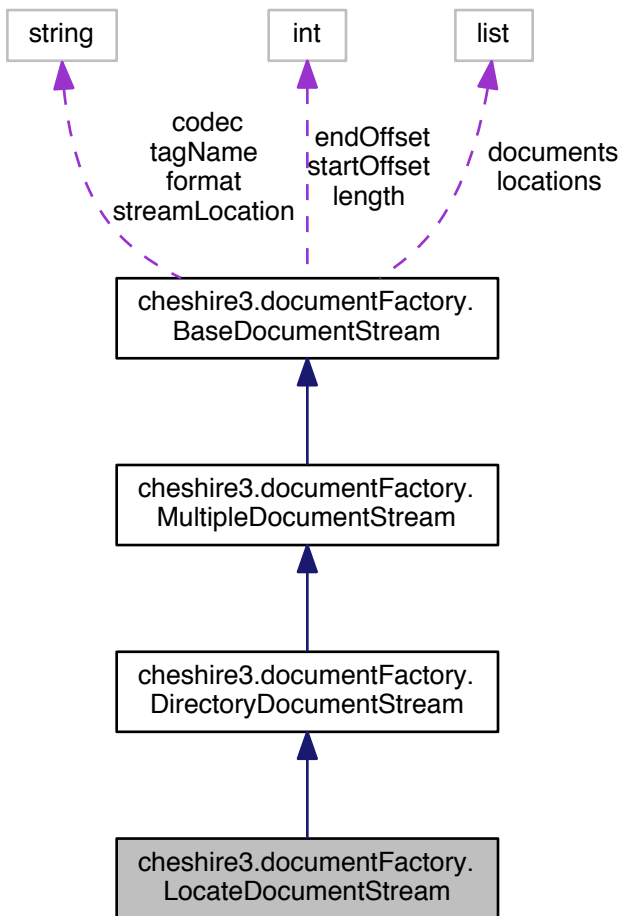 string
int
list
codec
tagName
format
streamLocation
endOffset
startOffset
length
documents
locations
cheshire3.documentFactory.
BaseDocumentStream
cheshire3.documentFactory.
MultipleDocumentStream
cheshire3.documentFactory.
DirectoryDocumentStream
cheshire3.documentFactory.
LocateDocumentStream